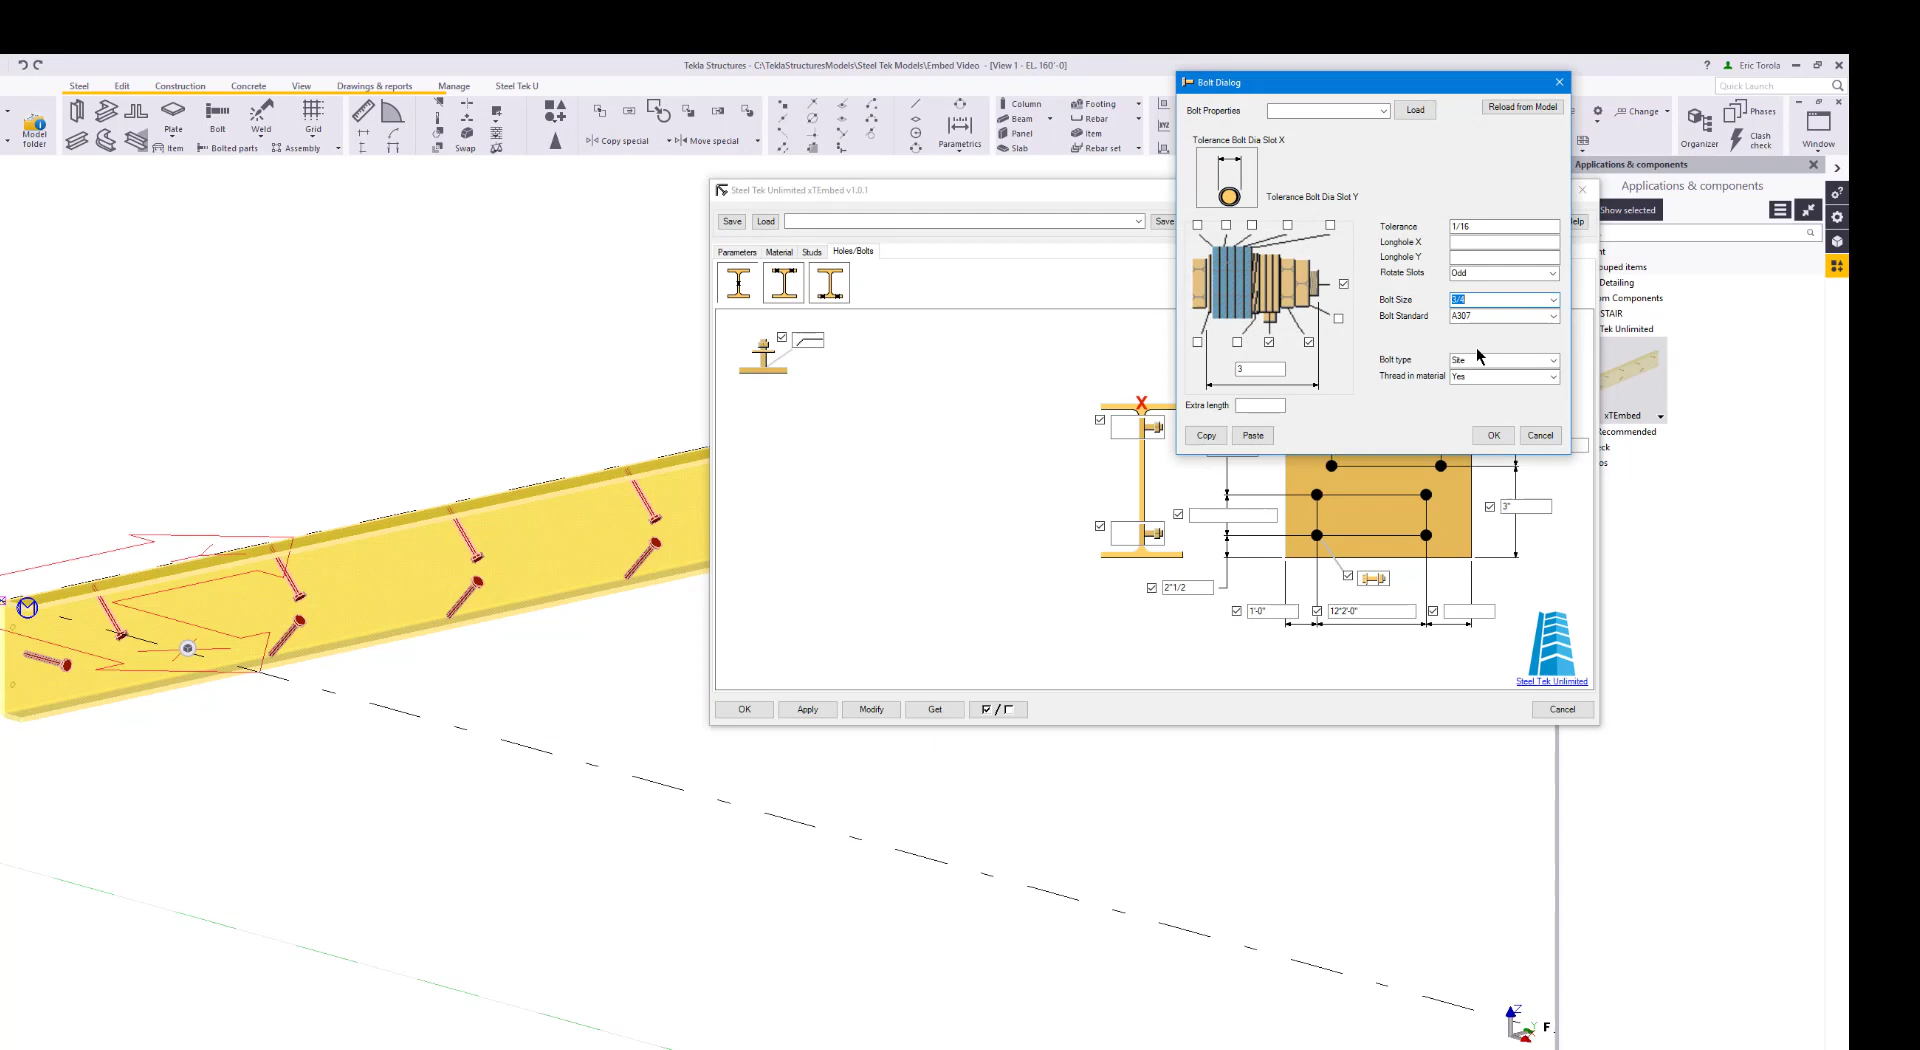 Tekla Structures - C:\TeklaStructuresModels\Steel Tek Models\Embed Video - [View 1 - EL. 160'-0"]
? Eric Torola
Steel Edit Construction Concrete View Drawings & reports Manage Steel Tek U
Quick Launch
Model folder
Plate
Item
Bolt
Bolted parts
Weld
Assembly
Grid
Swap
Copy special
Move special
Parametrics
Column
Beam
Panel
Slab
Footing
Rebar
Item
Rebar set
Change
Organizer
Phases
Clash check
Window
Applications & components
Applications & components
Show selected
ouped items
Detailing
om Components
STAIR
Tek Unlimited
xTEmbed
Recommended
Steel Tek Unlimited xTEmbed v1.0.1
Save Load Save elp
Parameters Material Studs Holes/Bolts
X
2"1/2
1'-0"
12*2'-0"
3"
Steel Tek Unlimited
OK Apply Modify Get Cancel
Bolt Dialog
Bolt Properties Load Reload from Model
Tolerance Bolt Dia Slot X
Tolerance Bolt Dia Slot Y
Tolerance 1/16
Longhole X
Longhole Y
Rotate Slots Odd
Bolt Size 3/4
Bolt Standard A307
Bolt type Site
Thread in material Yes
3
Extra length
Copy Paste OK Cancel
Z
F